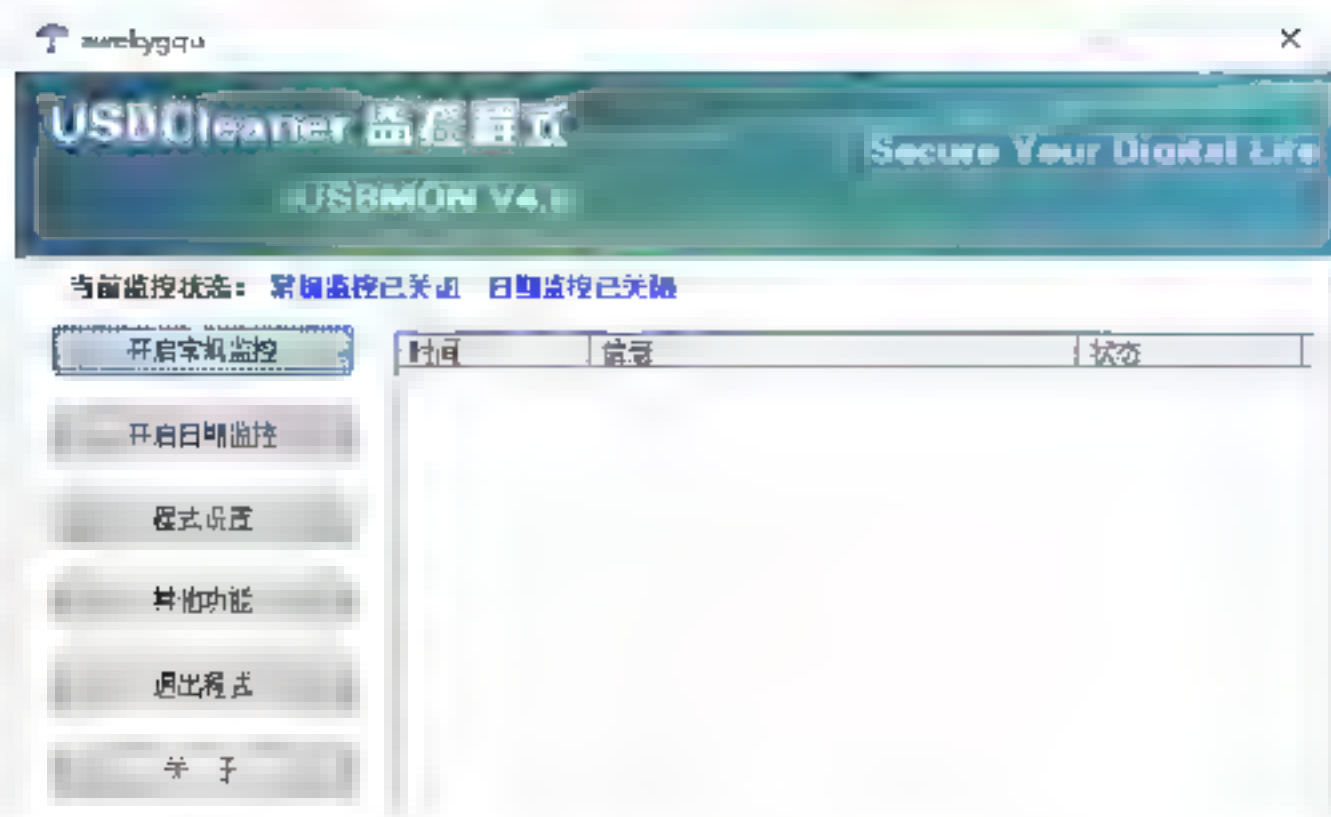 USBCleaner 监控程式
Secure Your Digital Life
USBMON V4.
当前监控状态: 常规监控已关闭 日期监控已关闭
开启常规监控
时间 信息 状态
开启日期监控
程式设置
其他功能
退出程式
关 于